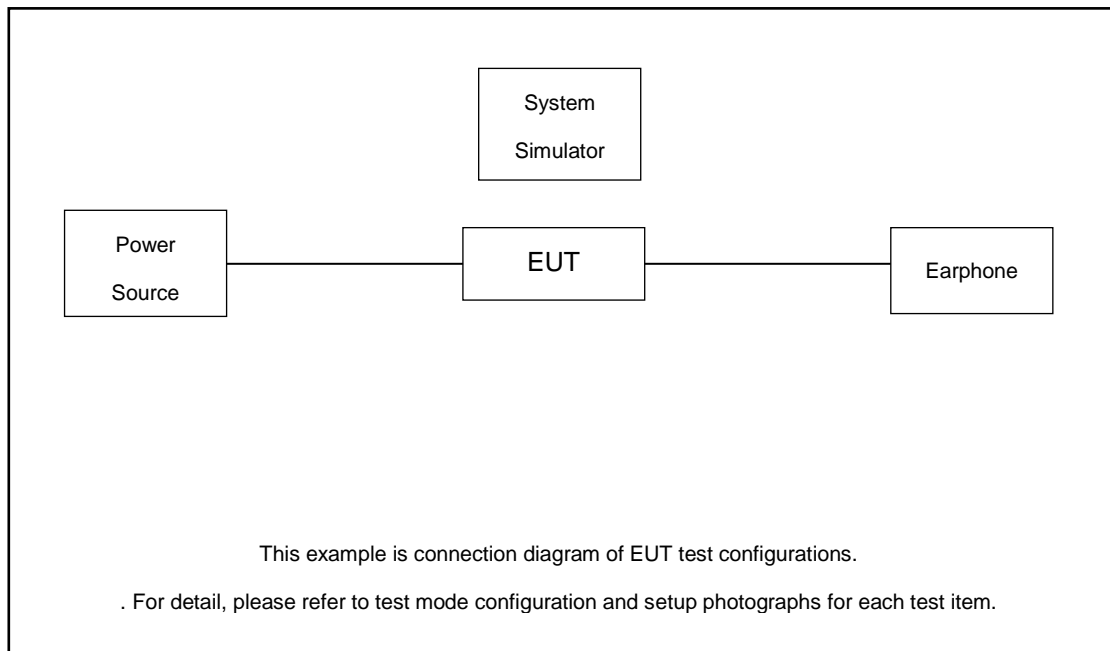 System
Simulator
Power
Source
EUT
Earphone
This example is connection diagram of EUT test configurations.
. For detail, please refer to test mode configuration and setup photographs for each test item.